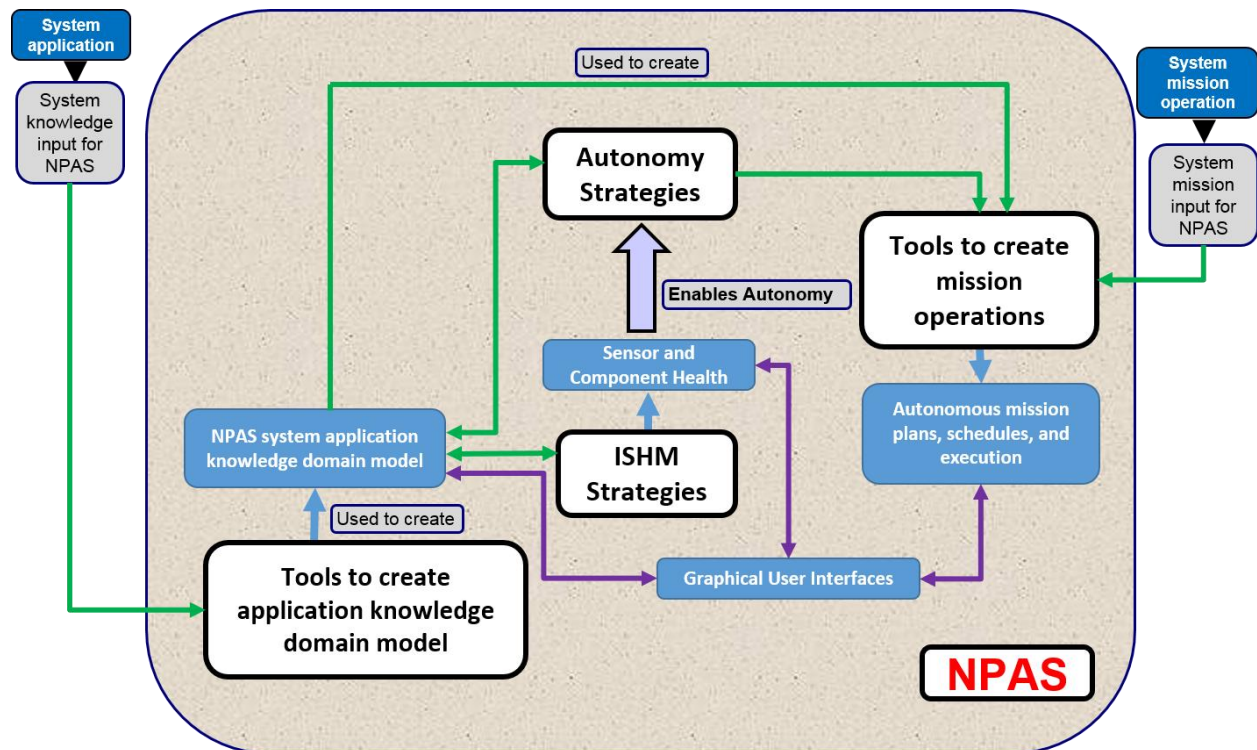 System
application
System
knowledge
input for
NPAS
Used to create
System
mission
operation
System
mission
input for
NPAS
Autonomy
Strategies
Tools to create
mission
operations
Enables Autonomy
Sensor and
Component Health
NPAS system application
knowledge domain model
ISHM
Strategies
Autonomous mission
plans, schedules, and
execution
Used to create
Tools to create
application knowledge
domain model
Graphical User Interfaces
NPAS